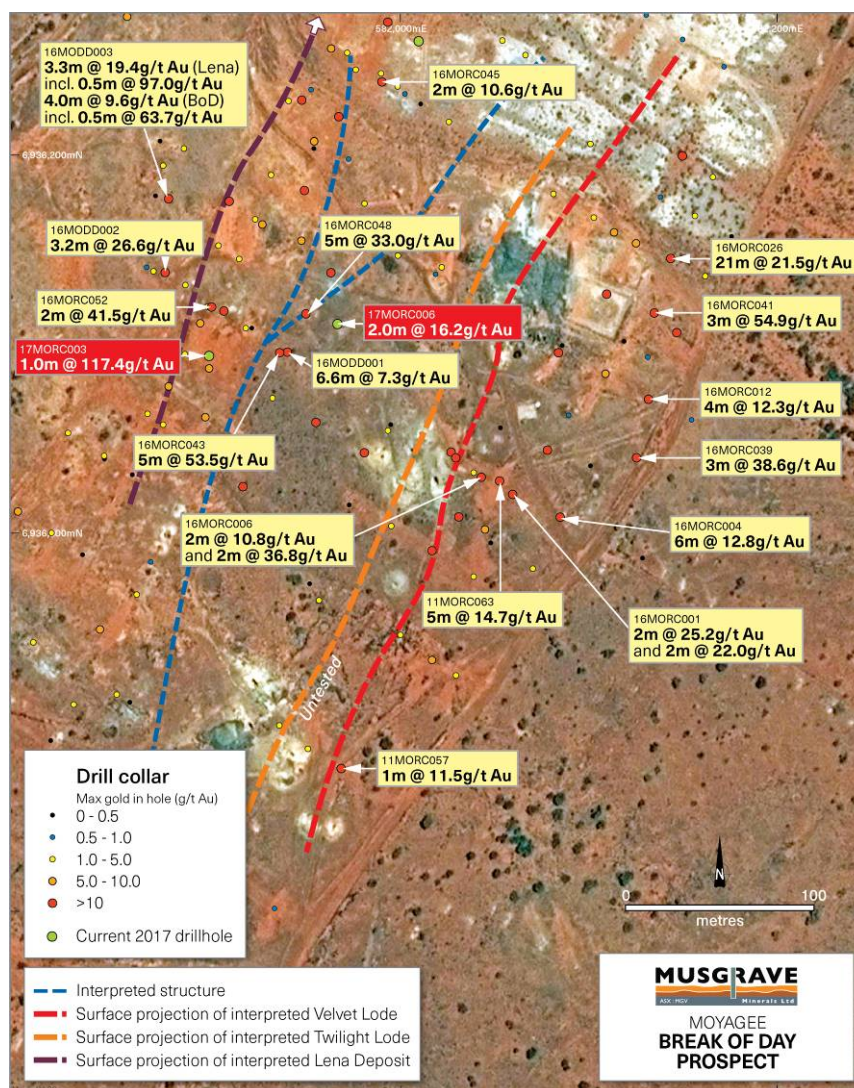 582,000mE
582,200mE
16MODD003
3.3m @ 19.4g/t Au (Lena)
incl. 0.5m @ 97.0g/t Au
4.0m @ 9.6g/t Au (BoD)
incl. 0.5m @ 63.7g/t Au
16MORC045
2m @ 10.6g/t Au
6,936,200mN
16MODD002
3.2m @ 26.6g/t Au
16MORC048
5m @ 33.0g/t Au
16MORC026
21m @ 21.5g/t Au
16MORC052
2m @ 41.5g/t Au
17MORC006
2.0m @ 16.2g/t Au
16MORC041
3m @ 54.9g/t Au
17MORC003
1.0m @ 117.4g/t Au
16MODD001
6.6m @ 7.3g/t Au
16MORC012
4m @ 12.3g/t Au
16MORC043
5m @ 53.5g/t Au
16MORC039
3m @ 38.6g/t Au
6,936,000mN
16MORC006
2m @ 10.8g/t Au
and 2m @ 36.8g/t Au
16MORC004
6m @ 12.8g/t Au
11MORC063
5m @ 14.7g/t Au
16MORC001
2m @ 25.2g/t Au
and 2m @ 22.0g/t Au
Untested
11MORC057
1m @ 11.5g/t Au
Drill collar
Max gold in hole (g/t Au)
0 - 0.5
0.5 - 1.0
1.0 - 5.0
5.0 - 10.0
>10
Current 2017 drillhole
N
0 100
metres
Interpreted structure
Surface projection of interpreted Velvet Lode
Surface projection of interpreted Twilight Lode
Surface projection of interpreted Lena Deposit
MUSGRAVE
ASX : MGV Minerals Ltd
MOYAGEE
BREAK OF DAY
PROSPECT